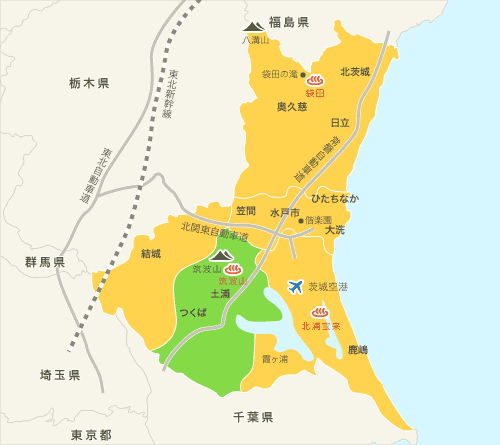 福島県
八溝山
栃木県
東北新幹線
袋田の滝
袋田
北茨城
奥久慈
日立
常磐自動車道
東北自動車道
ひたちなか
笠間
水戸市
偕楽園
大洗
北関東自動車道
結城
群馬県
筑波山
筑波山
土浦
つくば
茨城空港
北浦宝来
鹿嶋
霞ヶ浦
埼玉県
千葉県
東京都